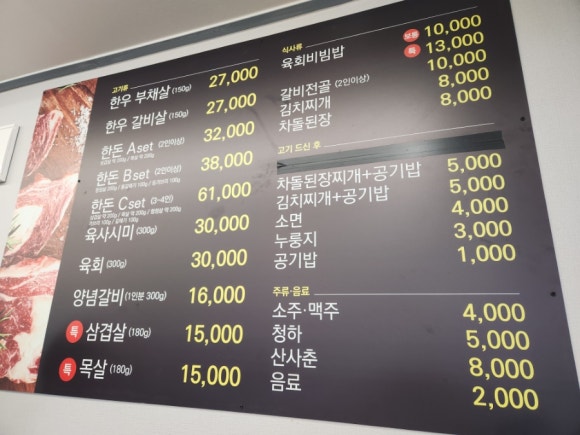 고기류
한우 부채살 (150g) 27,000
한우 갈비살 (150g) 27,000
한돈 Aset (2인이상) 32,000
한돈 Bset (2인이상) 38,000
한돈 Cset (3~4인) 61,000
육사시미 (300g) 30,000
육회 (300g) 30,000
양념갈비 (1인분 300g) 16,000
특 삼겹살 (180g) 15,000
특 목살 (180g) 15,000
식사류
육회비빔밥 보통 10,000
특 13,000
갈비전골 (2인이상) 10,000
김치찌개 8,000
차돌된장 8,000
고기 드신 후
차돌된장찌개+공기밥 5,000
김치찌개+공기밥 5,000
소면 4,000
누룽지 3,000
공기밥 1,000
주류·음료
소주·맥주 4,000
청하 5,000
산사춘 8,000
음료 2,000